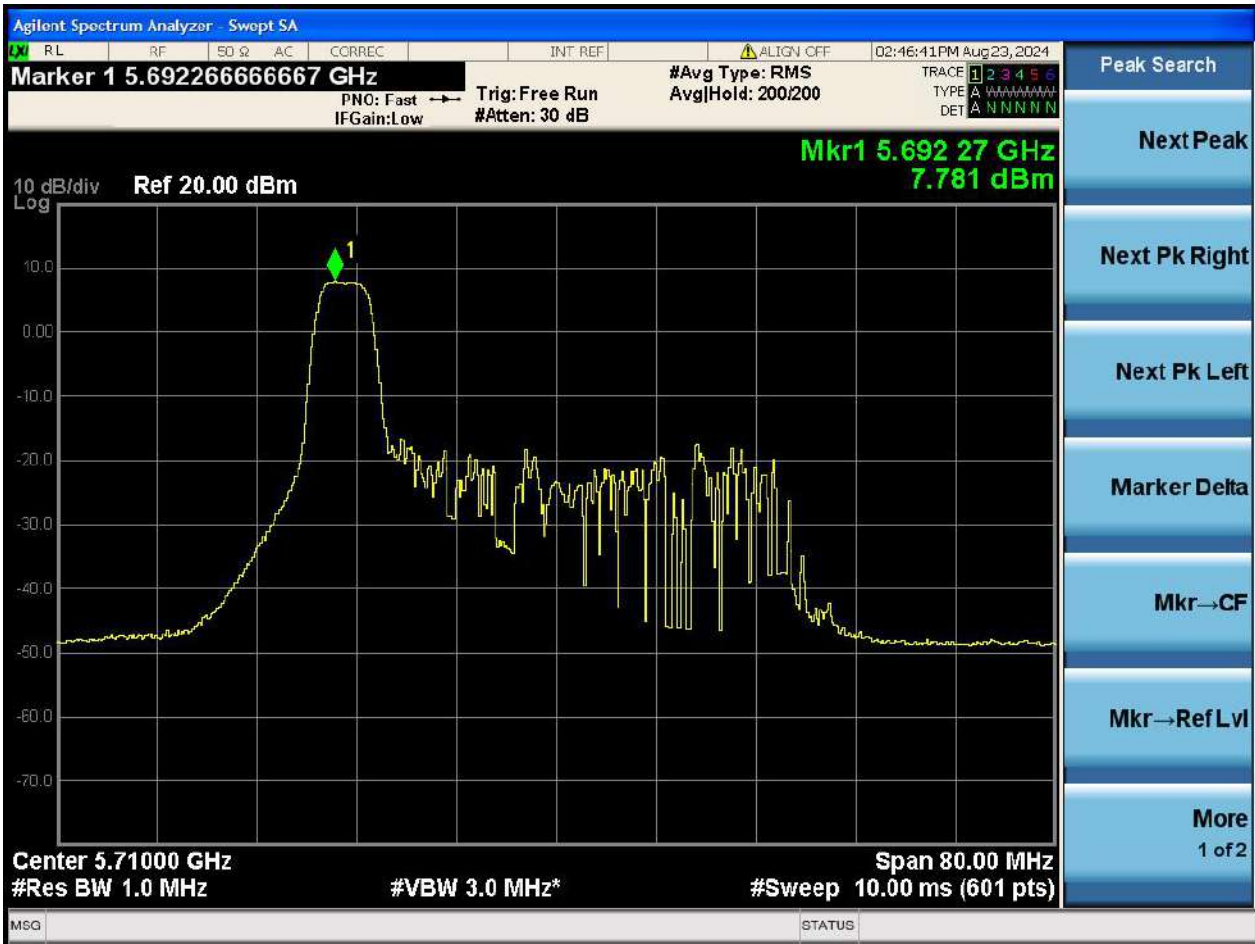 Agilent Spectrum Analyzer - Swept SA
LXI RL RF 50 Ω AC CORREC INT REF ALIGN OFF 02:46:41PM Aug23, 2024
Marker 1 5.692266666667 GHz
PNO: Fast
IFGain:Low
Trig: Free Run
#Atten: 30 dB
#Avg Type: RMS
Avg|Hold: 200/200
TRACE 1 2 3 4 5 6
TYPE A WWWWW
DET A N N N N N
Mkr1 5.692 27 GHz
7.781 dBm
10 dB/div Ref 20.00 dBm
Log
10.0
0.00
-10.0
-20.0
-30.0
-40.0
-50.0
-60.0
-70.0
1
Center 5.71000 GHz Span 80.00 MHz
#Res BW 1.0 MHz #VBW 3.0 MHz* #Sweep 10.00 ms (601 pts)
MSG STATUS
Peak Search
Next Peak
Next Pk Right
Next Pk Left
Marker Delta
Mkr→CF
Mkr→Ref Lvl
More
1 of 2